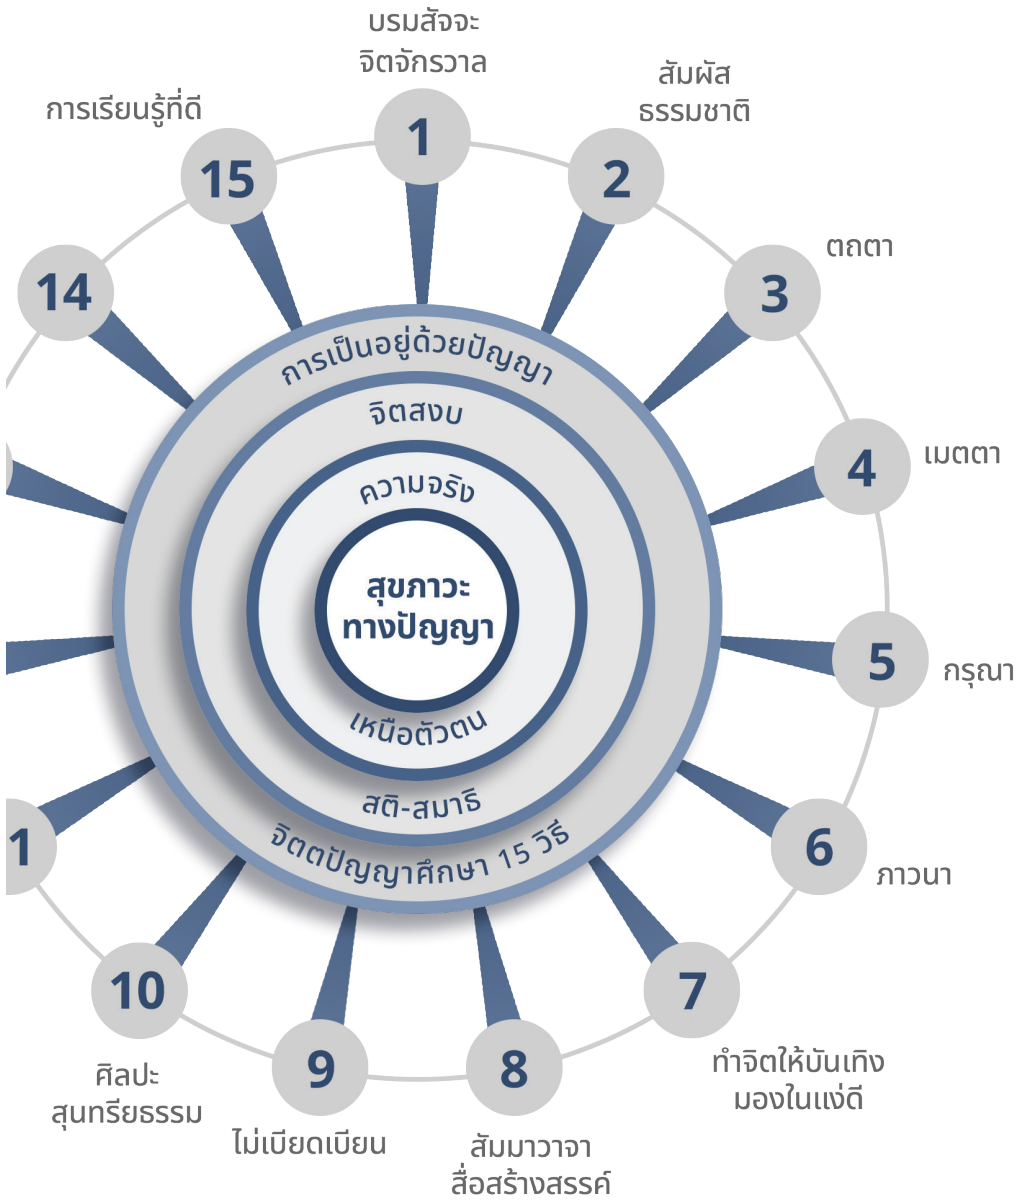 บรมสัจจะ
จิตจักรวาล
1
สัมผัส
ธรรมชาติ
2
ตถตา
3
เมตตา
4
กรุณา
5
ภาวนา
6
ทำจิตให้บันเทิง
มองในแง่ดี
7
สัมมาวาจา
สื่อสร้างสรรค์
8
ไม่เบียดเบียน
9
ศิลปะ
สุนทรียธรรม
10
1
14
การเรียนรู้ที่ดี
15
การเป็นอยู่ด้วยปัญญา
จิตสงบ
ความจริง
สุขภาวะ
ทางปัญญา
เหนือตัวตน
สติ-สมาธิ
จิตตปัญญาศึกษา 15 วิธี